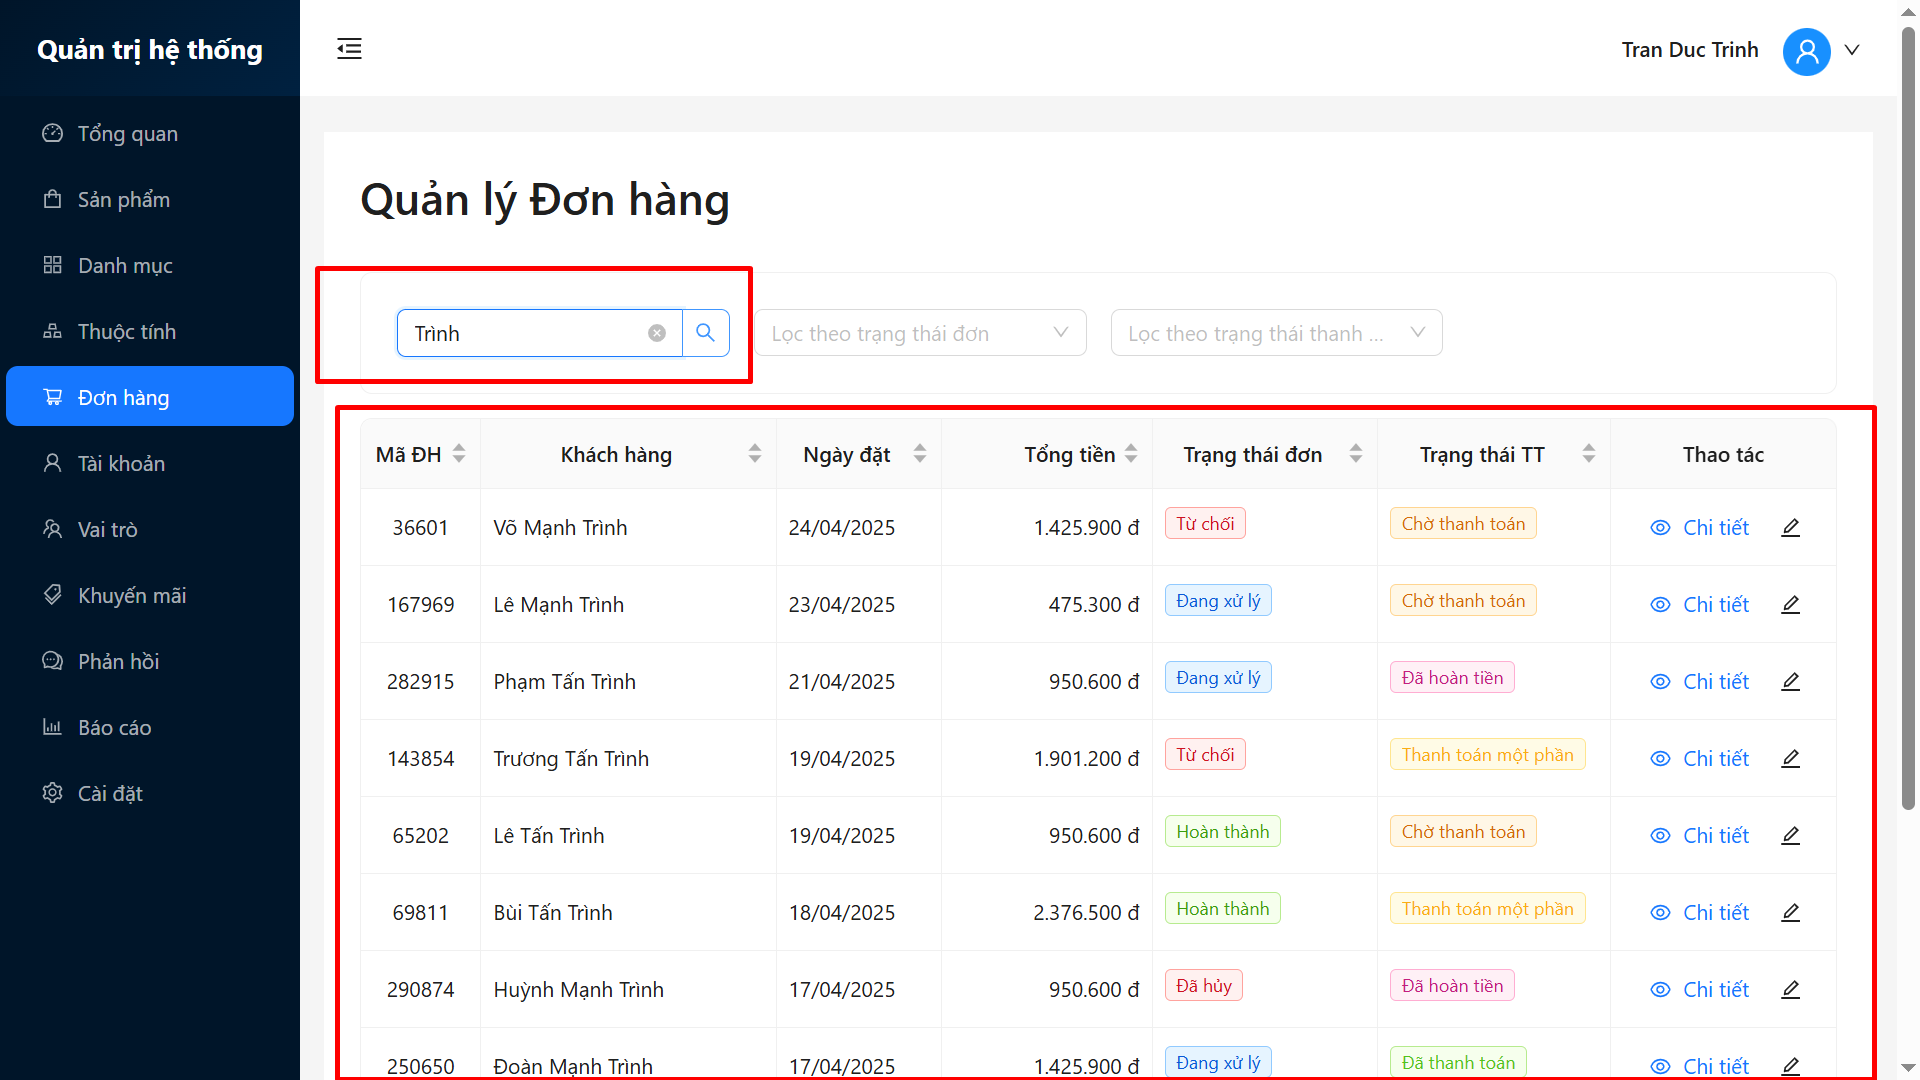 Quản trị hệ thống
Tran Duc Trinh
Tổng quan
Sản phẩm
Danh mục
Thuộc tính
Đơn hàng
Tài khoản
Vai trò
Khuyến mãi
Phản hồi
Báo cáo
Cài đặt
Quản lý Đơn hàng
Trình Lọc theo trạng thái đơn Lọc theo trạng thái thanh ...
Mã ĐH Khách hàng Ngày đặt Tổng tiền Trạng thái đơn Trạng thái TT Thao tác
36601 Võ Mạnh Trình 24/04/2025 1.425.900 đ Từ chối Chờ thanh toán Chi tiết
167969 Lê Mạnh Trình 23/04/2025 475.300 đ Đang xử lý Chờ thanh toán Chi tiết
282915 Phạm Tấn Trình 21/04/2025 950.600 đ Đang xử lý Đã hoàn tiền Chi tiết
143854 Trương Tấn Trình 19/04/2025 1.901.200 đ Từ chối Thanh toán một phần Chi tiết
65202 Lê Tấn Trình 19/04/2025 950.600 đ Hoàn thành Chờ thanh toán Chi tiết
69811 Bùi Tấn Trình 18/04/2025 2.376.500 đ Hoàn thành Thanh toán một phần Chi tiết
290874 Huỳnh Mạnh Trình 17/04/2025 950.600 đ Đã hủy Đã hoàn tiền Chi tiết
250650 Đoàn Mạnh Trình 17/04/2025 1.425.900 đ Đang xử lý Đã thanh toán Chi tiết